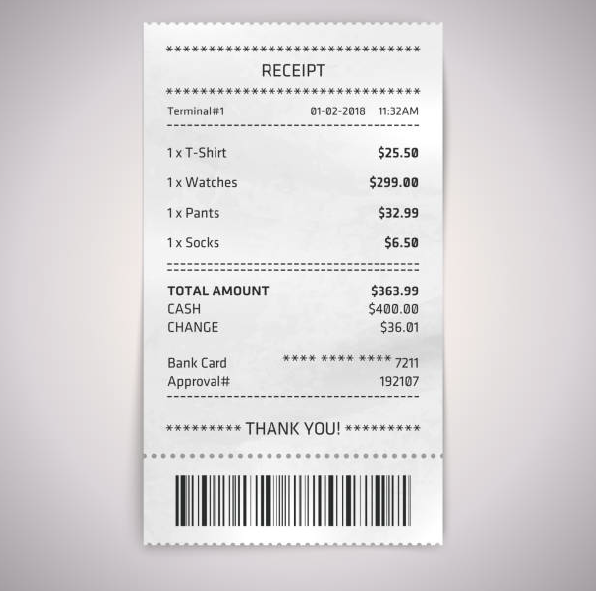 ******************************
RECEIPT
******************************
Terminal#1 01-02-2018 11:32AM
1 x T-Shirt $25.50
1 x Watches $299.00
1 x Pants $32.99
1 x Socks $6.50
TOTAL AMOUNT $363.99
CASH $400.00
CHANGE $36.01
Bank Card **** **** **** 7211
Approval# 192107
********* THANK YOU! *********